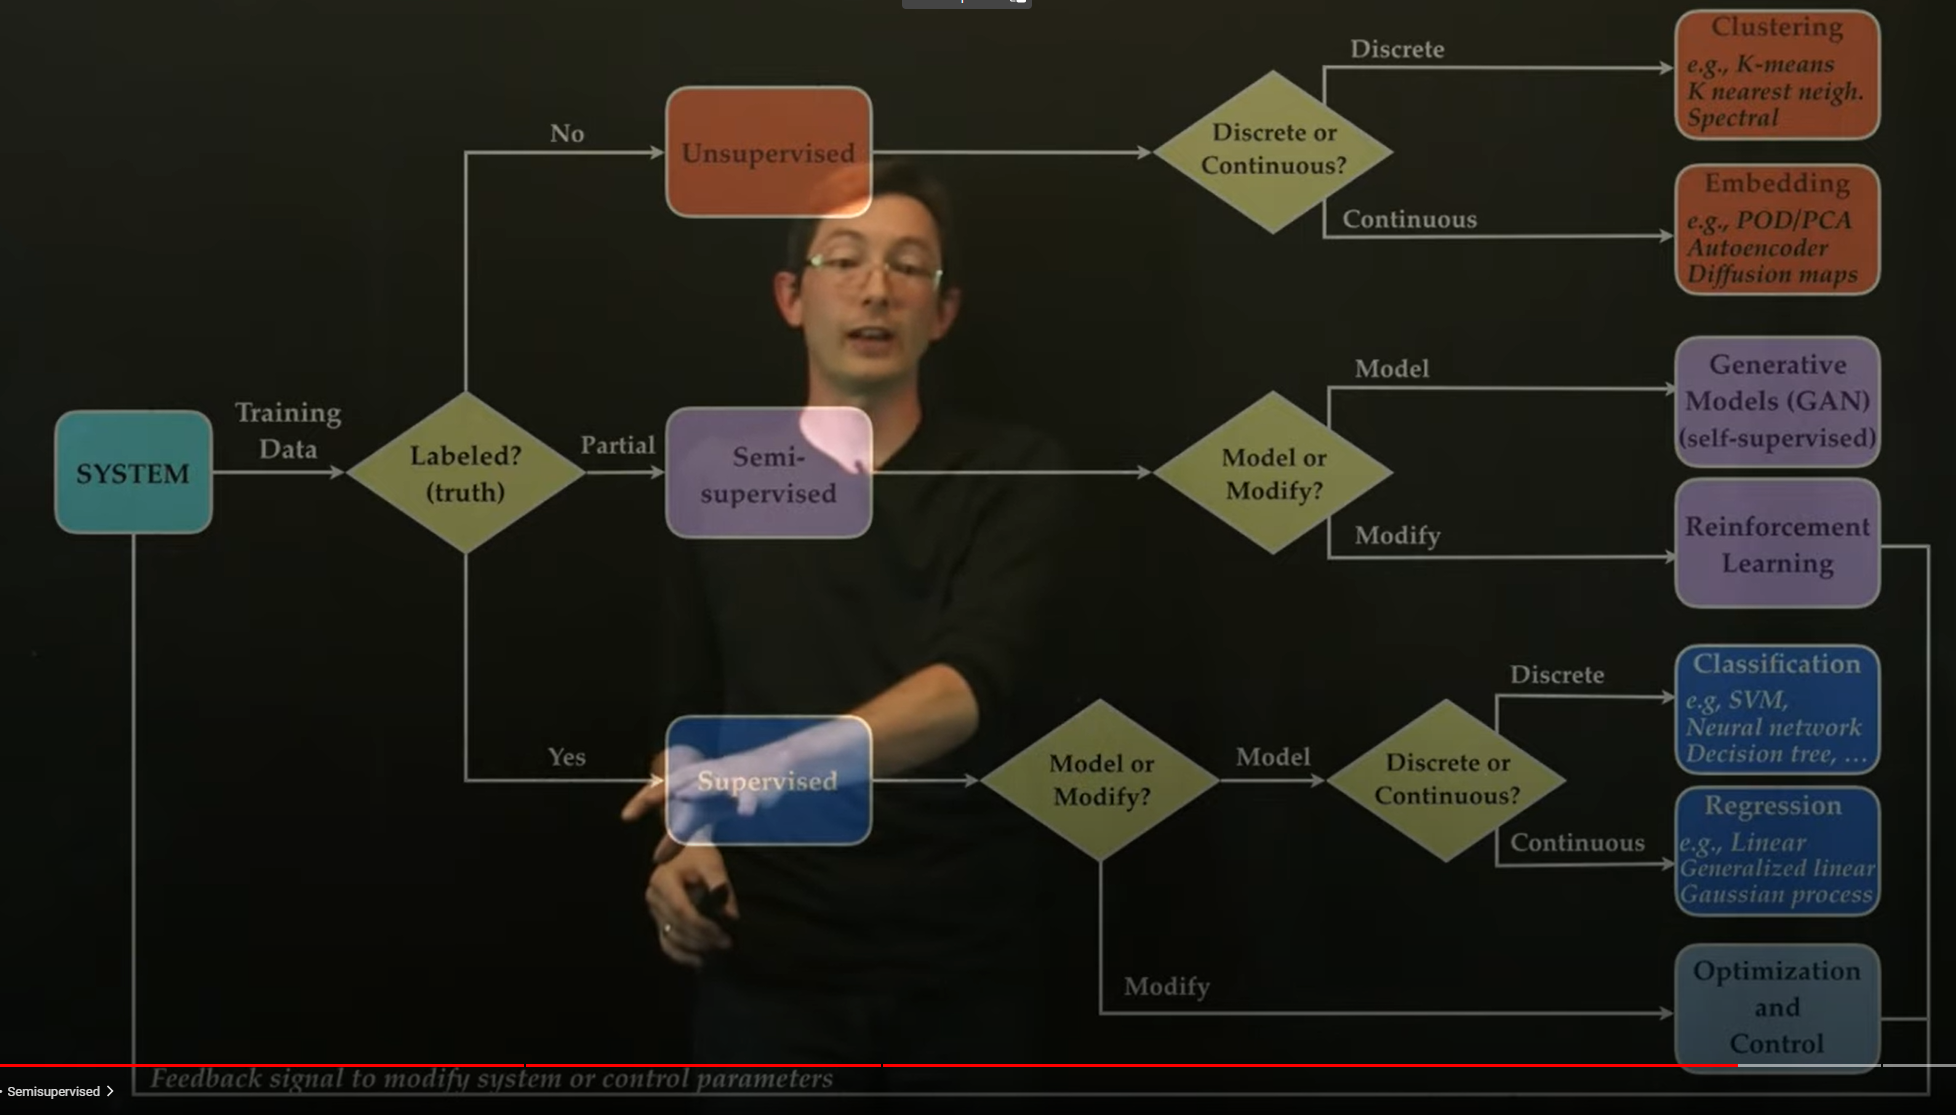 Discrete
Clustering
e.g., K-means
K nearest neigh.
Spectral
No
Unsupervised
Discrete or
Continuous?
Continuous
Embedding
e.g., POD/PCA
Autoencoder
Diffusion maps
SYSTEM
Training
Data
Labeled?
(truth)
Partial
Semi-
supervised
Model or
Modify?
Model
Generative
Models (GAN)
(self-supervised)
Modify
Reinforcement
Learning
Yes
Supervised
Model or
Modify?
Model
Discrete or
Continuous?
Discrete
Classification
e.g, SVM,
Neural network
Decision tree, ...
Continuous
Regression
e.g., Linear
Generalized linear
Gaussian process
Modify
Optimization
and
Control
Feedback signal to modify system or control parameters
• Semisupervised >